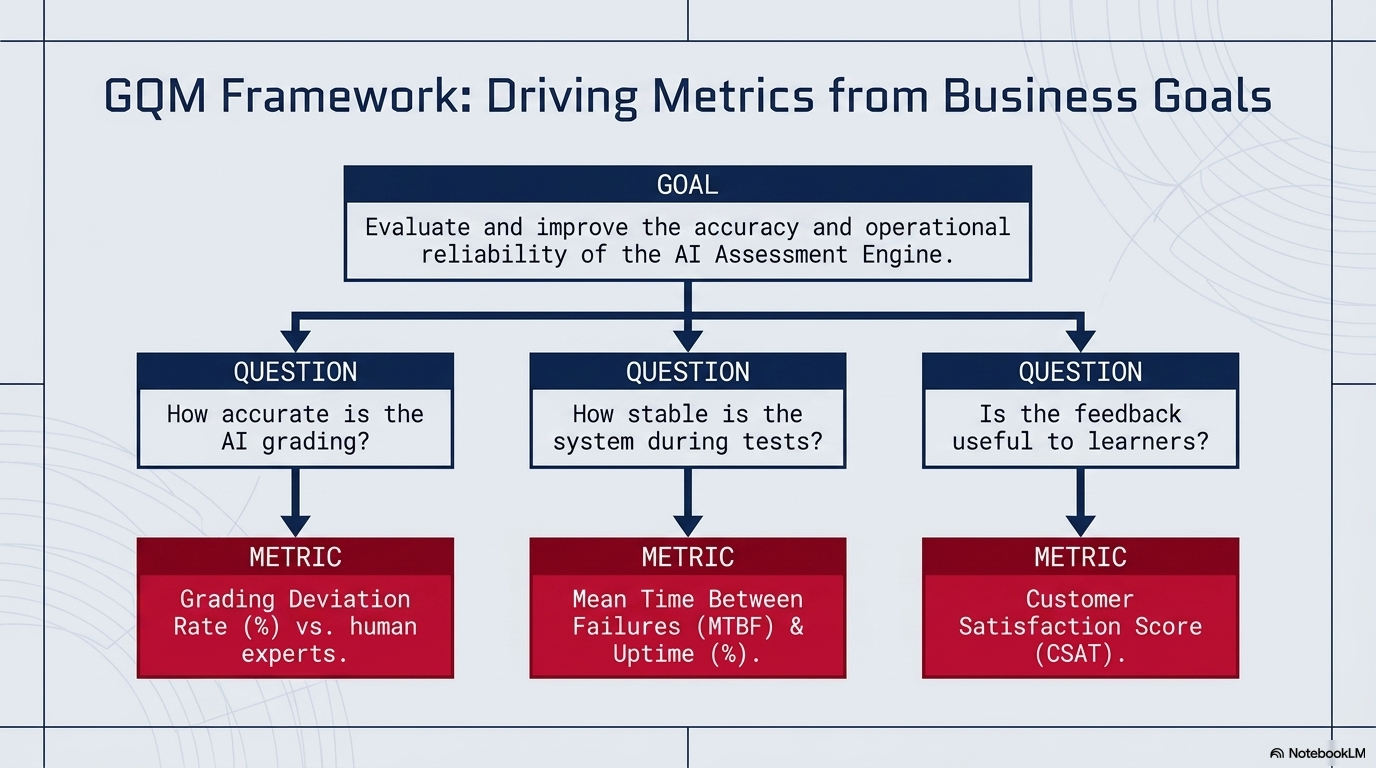 GQM Framework: Driving Metrics from Business Goals
GOAL
Evaluate and improve the accuracy and operational
reliability of the AI Assessment Engine.
QUESTION
How accurate is the
AI grading?
QUESTION
How stable is the
system during tests?
QUESTION
Is the feedback
useful to learners?
METRIC
Grading Deviation
Rate (%) vs. human
experts.
METRIC
Mean Time Between
Failures (MTBF) &
Uptime (%).
METRIC
Customer
Satisfaction Score
(CSAT).
NotebookLM